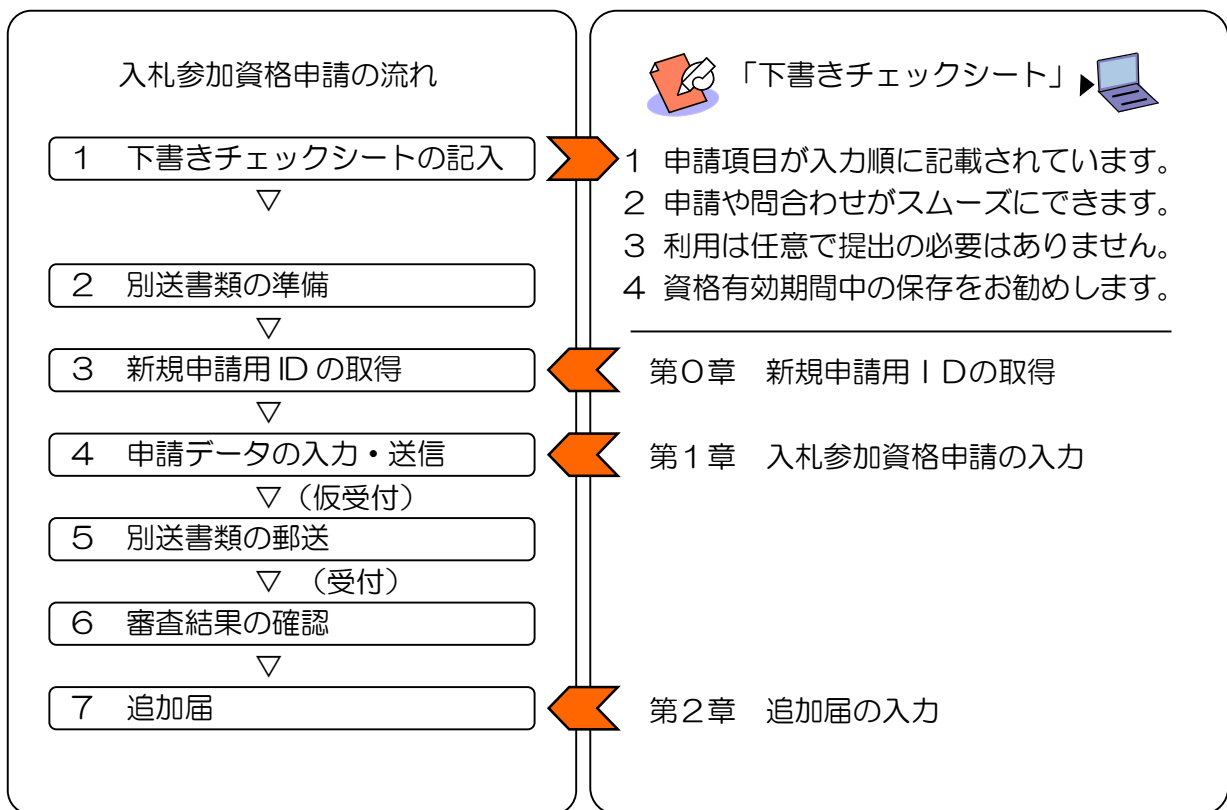 入札参加資格申請の流れ
1 下書きチェックシートの記入
▽
2 別送書類の準備
▽
3 新規申請用 ID の取得
▽
4 申請データの入力・送信
▽（仮受付）
5 別送書類の郵送
▽ （受付）
6 審査結果の確認
▽
7 追加届
「下書きチェックシート」
1 申請項目が入力順に記載されています。
2 申請や問合わせがスムーズにできます。
3 利用は任意で提出の必要はありません。
4 資格有効期間中の保存をお勧めします。
第０章　新規申請用ＩＤの取得
第１章　入札参加資格申請の入力
第２章　追加届の入力